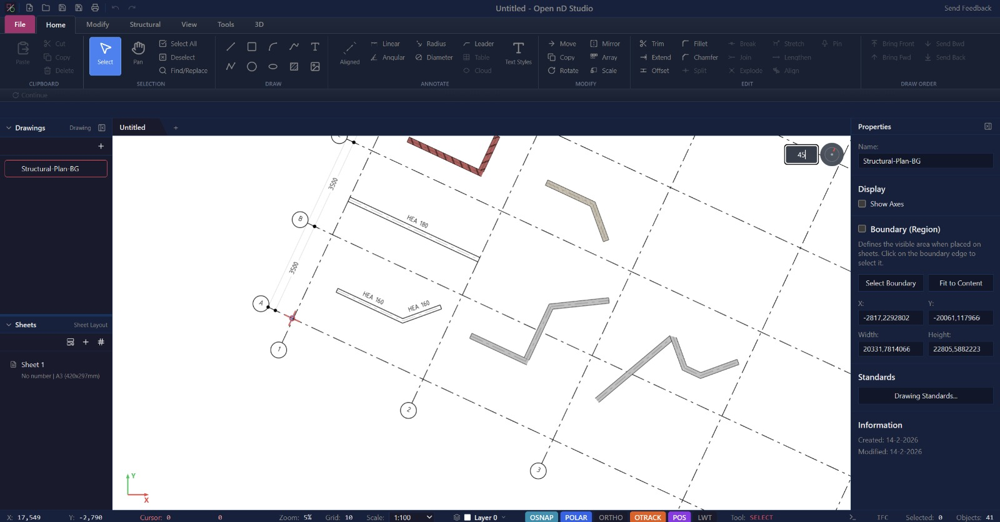 Untitled - Open nD Studio
Send Feedback
File
Home
Modify
Structural
View
Tools
3D
Paste
Cut
Copy
Delete
CLIPBOARD
Select
Pan
Select All
Deselect
Find/Replace
SELECTION
DRAW
Aligned
Linear
Angular
Radius
Diameter
Leader
Table
Cloud
Text Styles
ANNOTATE
Move
Copy
Rotate
Mirror
Array
Scale
MODIFY
Trim
Extend
Offset
Fillet
Chamfer
Split
Break
Join
Explode
Stretch
Lengthen
Align
Pin
EDIT
Bring Front
Bring Fwd
Send Bwd
Send Back
DRAW ORDER
Continue
Drawings
Drawing
Structural-Plan-BG
Sheets
Sheet Layout
Sheet 1
No number | A3 (420x297mm)
Untitled
45
3500
B
HEA 180
3500
A
HEA 160
HEA 160
1
2
3
Y
X
Properties
Name:
Structural-Plan-BG
Display
Show Axes
Boundary (Region)
Defines the visible area when placed on
sheets. Click on the boundary edge to
select it.
Select Boundary
Fit to Content
X:
Y:
-2817,2292802
-20061,117966
Width:
Height:
20331,7814066
22805,5882223
Standards
Drawing Standards...
Information
Created: 14-2-2026
Modified: 14-2-2026
X: 17,549
Y: -2,790
Cursor: 0
0
Zoom: 5%
Grid: 10
Scale: 1:100
Layer 0
OSNAP
POLAR
ORTHO
OTRACK
POS
LWT
Tool: SELECT
IFC
Selected: 0
Objects: 41